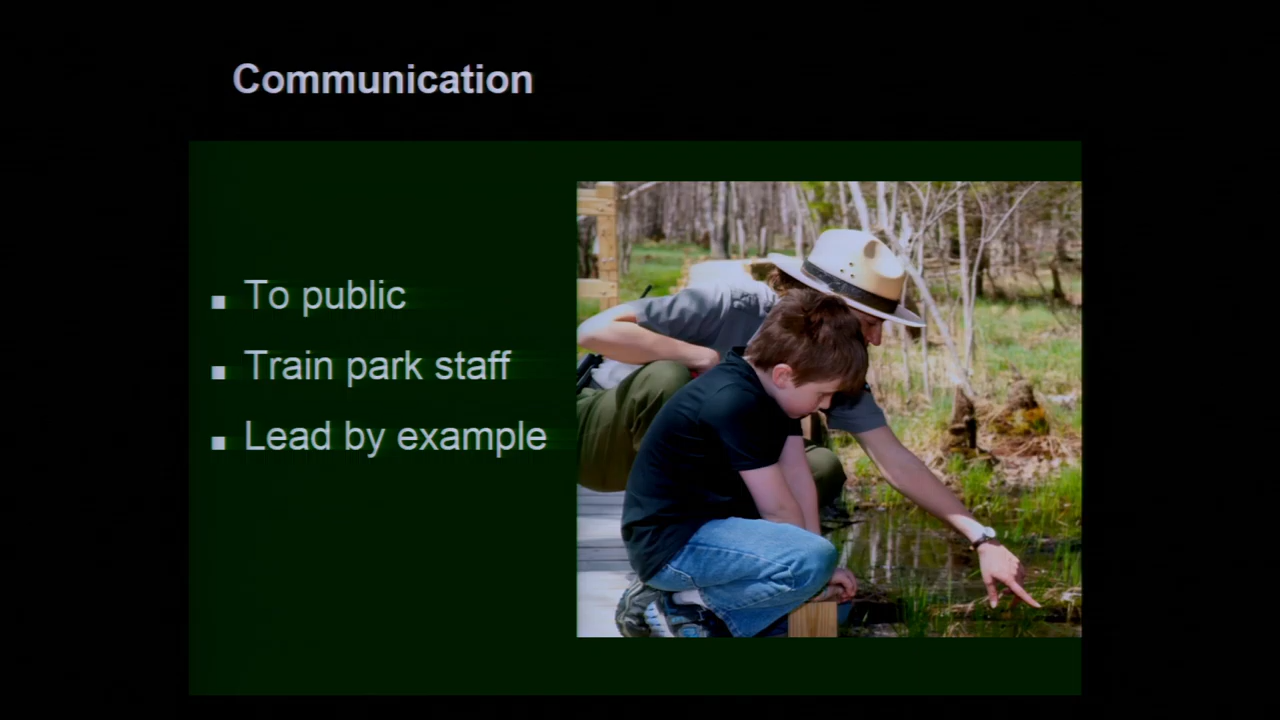 Communication
▪ To public
▪ Train park staff
▪ Lead by example